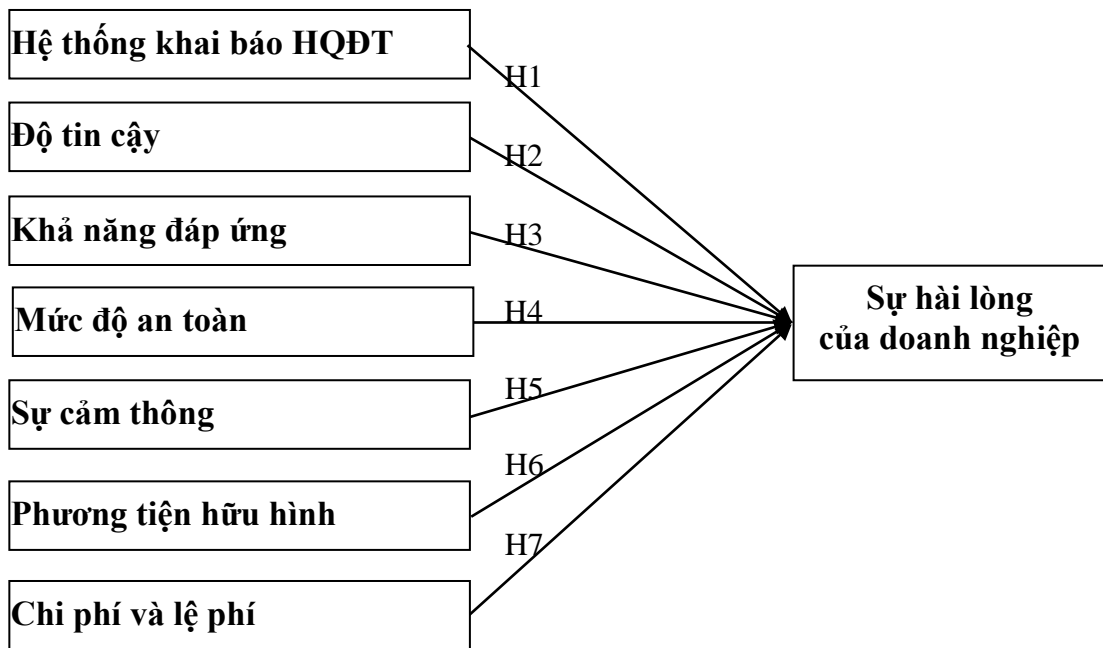 Hệ thống khai báo HQĐT
H1
Độ tin cậy
H2
Khả năng đáp ứng
H3
Mức độ an toàn
H4
Sự cảm thông
H5
Phương tiện hữu hình
H6
Chi phí và lệ phí
H7
Sự hài lòng
của doanh nghiệp